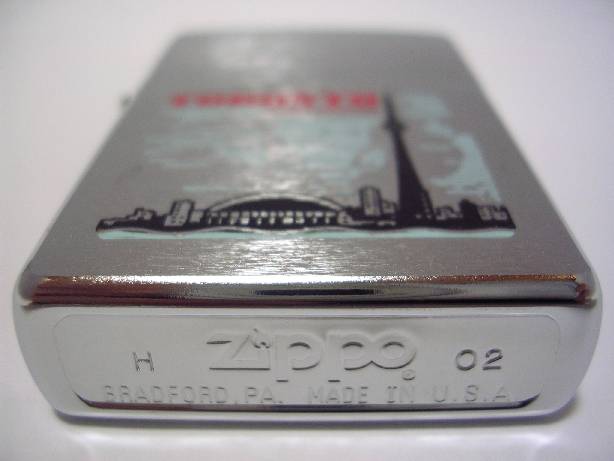 H Zippo® 02
BRADFORD,PA. MADE IN U.S.A.